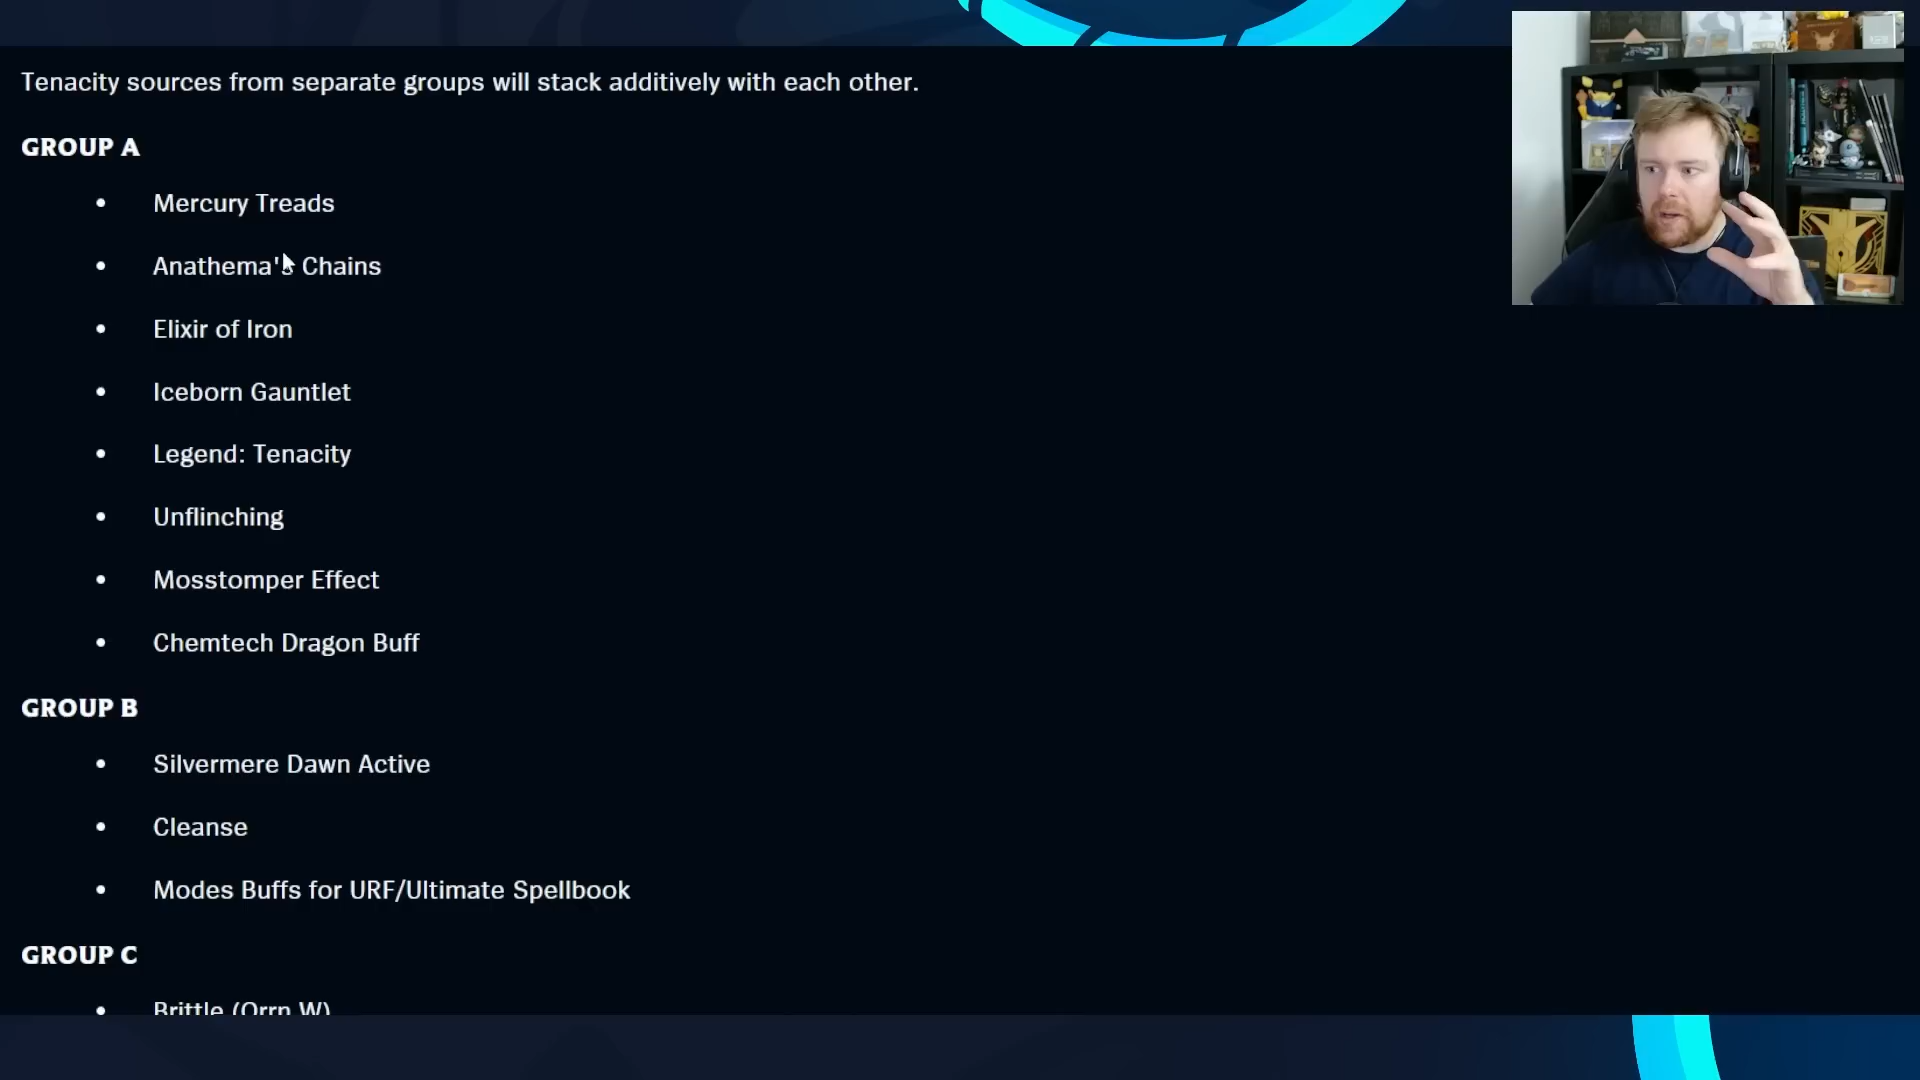 Tenacity sources from separate groups will stack additively with each other.
GROUP A
• Mercury Treads
• Anathema's Chains
• Elixir of Iron
• Iceborn Gauntlet
• Legend: Tenacity
• Unflinching
• Mosstomper Effect
• Chemtech Dragon Buff
GROUP B
• Silvermere Dawn Active
• Cleanse
• Modes Buffs for URF/Ultimate Spellbook
GROUP C
• Brittle (Orrn W)